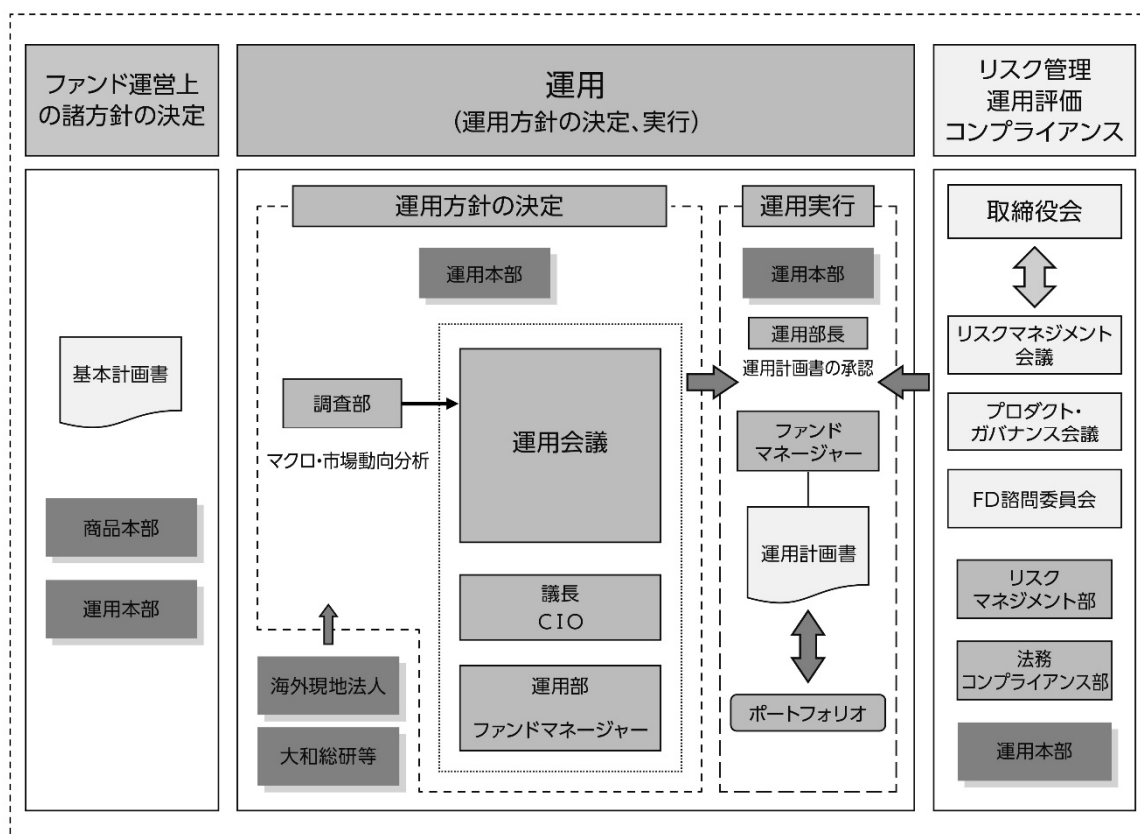 ファンド運営上
の諸方針の決定
基本計画書
商品本部
運用本部
運用
(運用方針の決定、実行)
運用方針の決定
運用本部
調査部
マクロ・市場動向分析
運用会議
議長
CIO
運用部
ファンドマネージャー
海外現地法人
大和総研等
運用実行
運用本部
運用部長
運用計画書の承認
ファンド
マネージャー
運用計画書
ポートフォリオ
リスク管理
運用評価
コンプライアンス
取締役会
リスクマネジメント
会議
プロダクト・
ガバナンス会議
FD諮問委員会
リスク
マネジメント部
法務
コンプライアンス部
運用本部